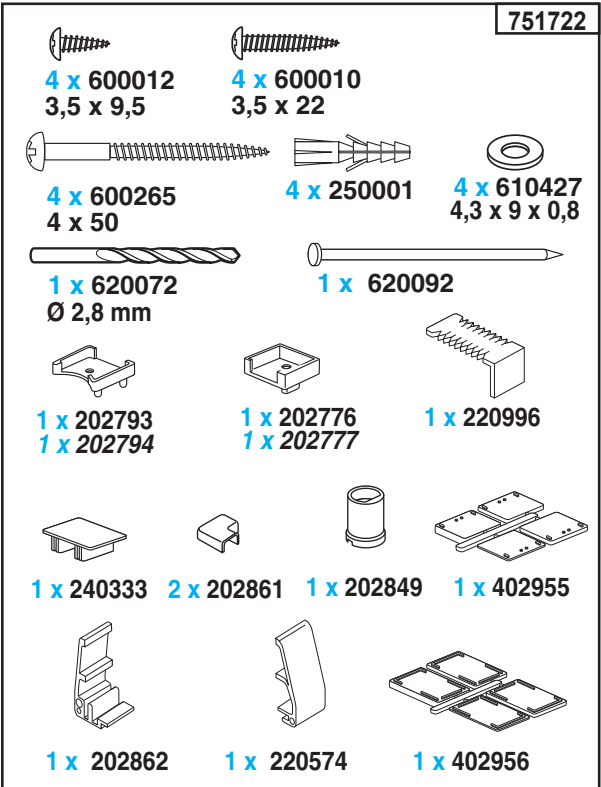 751722
4 x 600012
3,5 x 9,5
4 x 600010
3,5 x 22
4 x 600265
4 x 50
4 x 250001
4 x 610427
4,3 x 9 x 0,8
1 x 620072
Ø 2,8 mm
1 x 620092
1 x 202793
1 x 202794
1 x 202776
1 x 202777
1 x 220996
1 x 240333
2 x 202861
1 x 202849
1 x 402955
1 x 202862
1 x 220574
1 x 402956